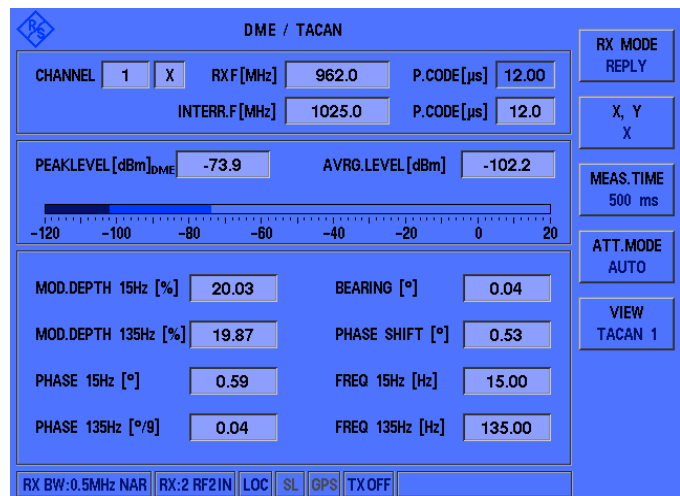 R S
DME / TACAN
CHANNEL 1 X RX F [MHz] 962.0 P.CODE [µs] 12.00
INTERR.F [MHz] 1025.0 P.CODE [µs] 12.0
PEAKLEVEL [dBm]DME -73.9 AVRG.LEVEL [dBm] -102.2
-120 -100 -80 -60 -40 -20 0 20
MOD.DEPTH 15Hz [%] 20.03 BEARING [°] 0.04
MOD.DEPTH 135Hz [%] 19.87 PHASE SHIFT [°] 0.53
PHASE 15Hz [°] 0.59 FREQ 15Hz [Hz] 15.00
PHASE 135Hz [°/9] 0.04 FREQ 135Hz [Hz] 135.00
RX BW:0.5MHz NAR RX:2 RF2IN LOC SL GPS TX OFF
RX MODE
REPLY
X, Y
X
MEAS.TIME
500 ms
ATT.MODE
AUTO
VIEW
TACAN 1